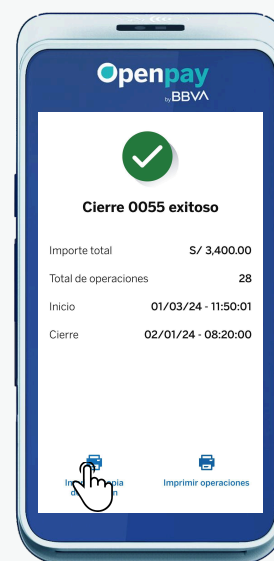 Openpay
by BBVA
Cierre 0055 exitoso
Importe total S/ 3,400.00
Total de operaciones 28
Inicio 01/03/24 - 11:50:01
Cierre 02/01/24 - 08:20:00
Imprimir operaciones